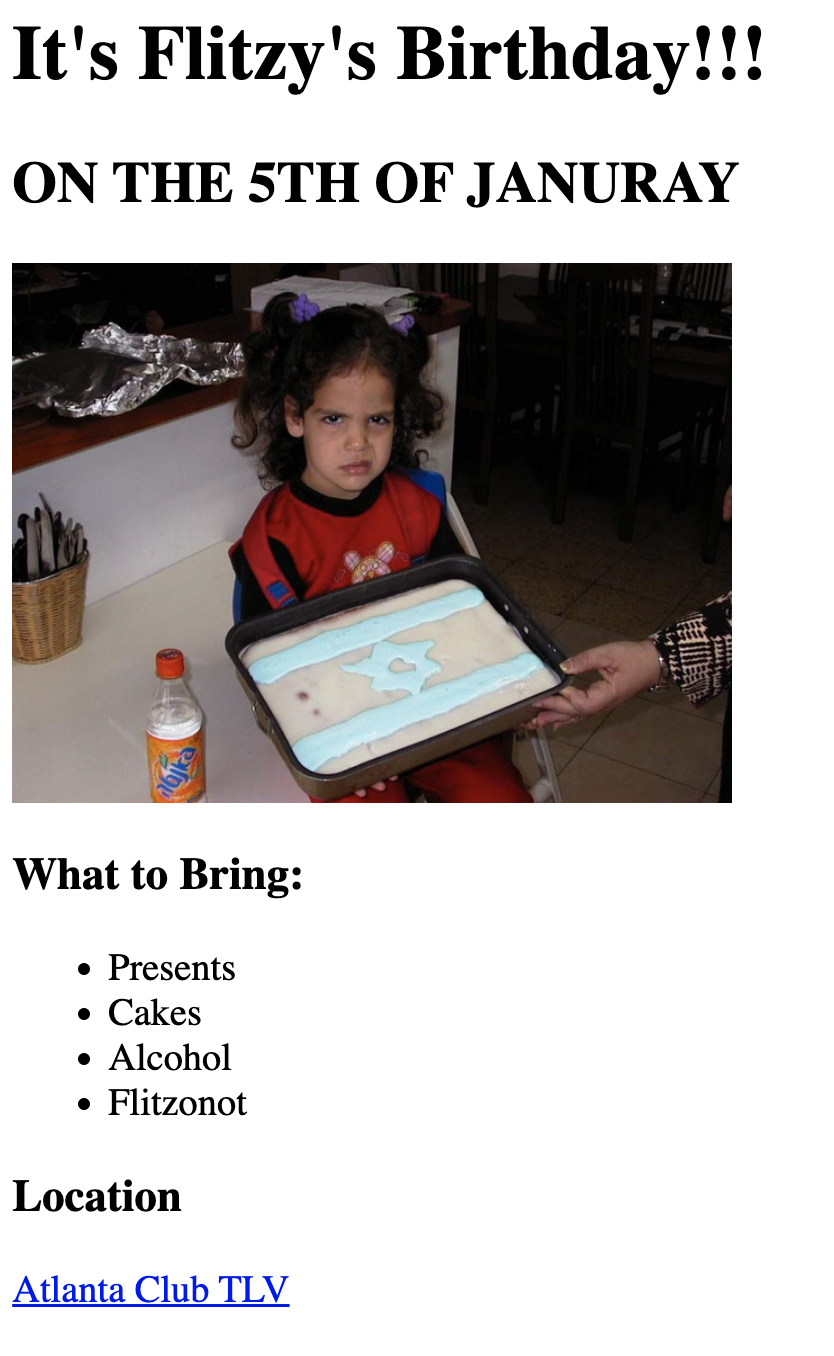 It's Flitzy's Birthday!!!
ON THE 5TH OF JANURAY
What to Bring:
Presents
Cakes
Alcohol
Flitzonot
Location
Atlanta Club TLV